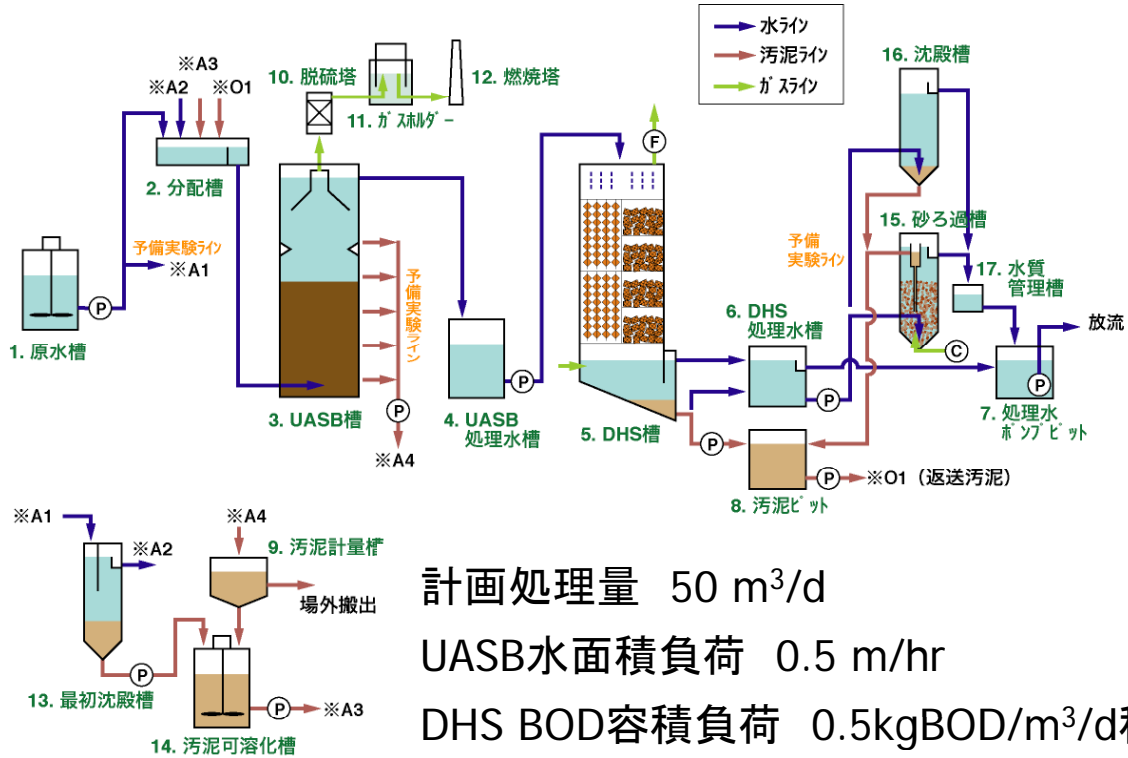 水ライン
汚泥ライン
ガスライン
※A3
※A2
※O1
2. 分配槽
予備実験ライン
※A1
P
1. 原水槽
10. 脱硫塔
11. ガスホルダー
12. 燃焼塔
予備実験ライン
P
※A4
3. UASB槽
4. UASB
処理水槽
P
F
5. DHS槽
P
6. DHS
処理水槽
P
8. 汚泥ピット
P
※O1（返送汚泥）
16. 沈殿槽
15. 砂ろ過槽
予備
実験ライン
C
17. 水質
管理槽
放流
P
7. 処理水
ポンプピット
※A1
※A2
P
13. 最初沈殿槽
※A4
9. 汚泥計量槽
場外搬出
P
※A3
14. 汚泥可溶化槽
計画処理量 50 m³/d
UASB水面積負荷 0.5 m/hr
DHS BOD容積負荷 0.5kgBOD/m³/d